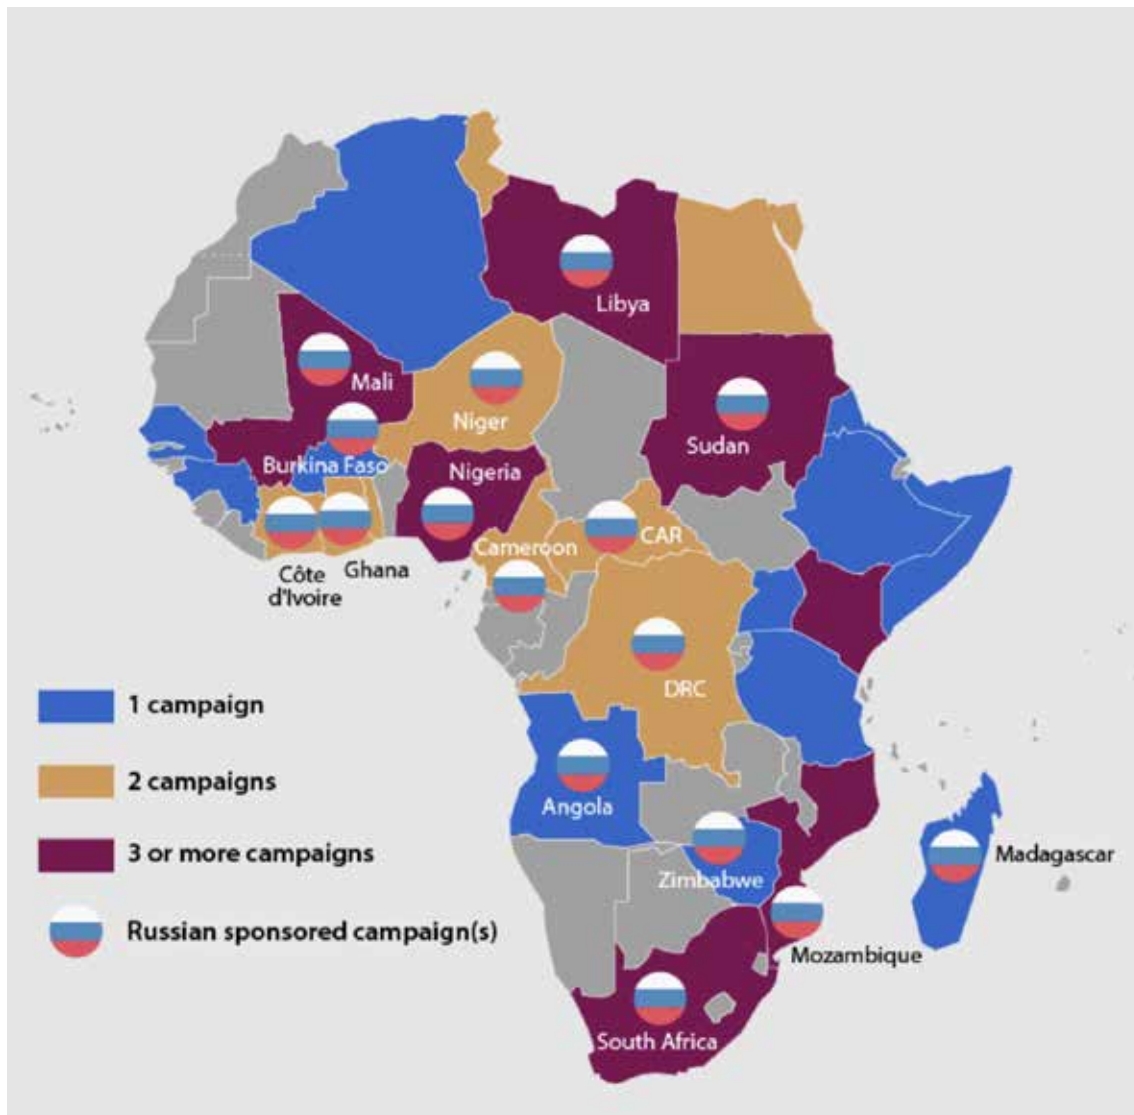 Libya
Mali
Niger
Sudan
Burkina Faso
Nigeria
CAR
Cameroon
Côte
d'Ivoire
Ghana
DRC
1 campaign
2 campaigns
Angola
3 or more campaigns
Zimbabwe
Madagascar
Russian sponsored campaign(s)
Mozambique
South Africa